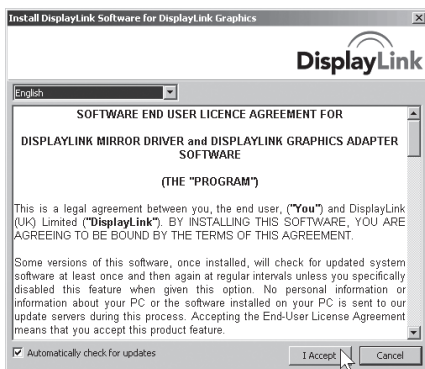 Install DisplayLink Software for DisplayLink Graphics
DisplayLink
English
SOFTWARE END USER LICENCE AGREEMENT FOR
DISPLAYLINK MIRROR DRIVER and DISPLAYLINK GRAPHICS ADAPTER
SOFTWARE
(THE "PROGRAM")
This is a legal agreement between you, the end user, ("You") and DisplayLink
(UK) Limited ("DisplayLink"). BY INSTALLING THIS SOFTWARE, YOU ARE
AGREEING TO BE BOUND BY THE TERMS OF THIS AGREEMENT.
Some versions of this software, once installed, will check for updated system
software at least once and then again at regular intervals unless you specifically
disabled this feature when given this option. No personal information or
information about your PC or the software installed on your PC is sent to our
update servers during this process. Accepting the End-User License Agreement
means that you accept this product feature.
Automatically check for updates
I Accept
Cancel